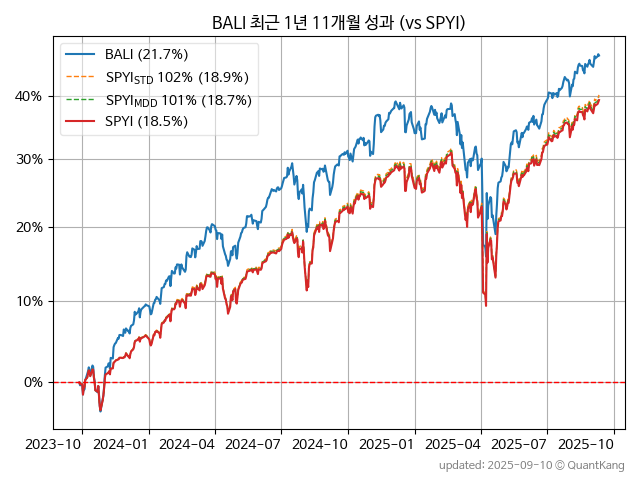 BALI 최근 1년 11개월 성과 (vs SPYI)
BALI (21.7%)
SPYI_STD 102% (18.9%)
SPYI_MDD 101% (18.7%)
SPYI (18.5%)
40%
30%
20%
10%
0%
2023-10 2024-01 2024-04 2024-07 2024-10 2025-01 2025-04 2025-07 2025-10
updated: 2025-09-10 © QuantKang